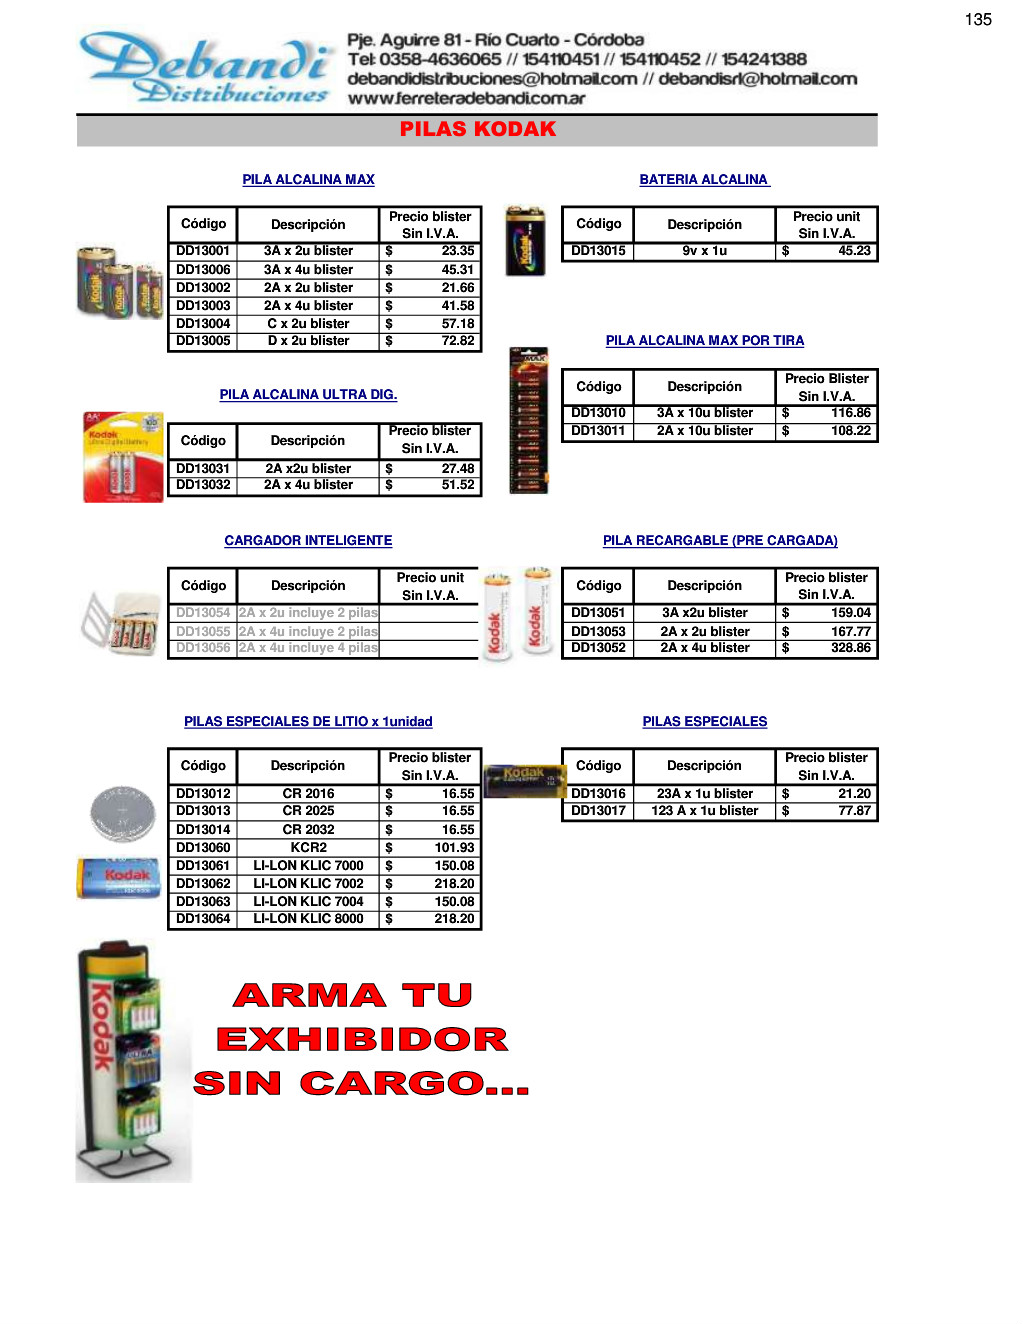 135
Debandi
Distribuciones
Pje. Aguirre 81 - Río Cuarto - Córdoba
Tel: 0358-4636065 // 154110451 // 154110452 // 154241388
debandidistribuciones@hotmail.com // debandisrl@hotmail.com
www.ferreteradebandi.com.ar
PILAS KODAK
PILA ALCALINA MAX
Código Descripción Precio blister Sin I.V.A.
DD13001 3A x 2u blister $ 23.35
DD13006 3A x 4u blister $ 45.31
DD13002 2A x 2u blister $ 21.66
DD13003 2A x 4u blister $ 41.58
DD13004 C x 2u blister $ 57.18
DD13005 D x 2u blister $ 72.82
BATERIA ALCALINA
Código Descripción Precio unit Sin I.V.A.
DD13015 9v x 1u $ 45.23
PILA ALCALINA MAX POR TIRA
Código Descripción Precio Blister Sin I.V.A.
DD13010 3A x 10u blister $ 116.86
DD13011 2A x 10u blister $ 108.22
PILA ALCALINA ULTRA DIG.
Código Descripción Precio blister Sin I.V.A.
DD13031 2A x2u blister $ 27.48
DD13032 2A x 4u blister $ 51.52
CARGADOR INTELIGENTE
Código Descripción Precio unit Sin I.V.A.
DD13054 2A x 2u incluye 2 pilas
DD13055 2A x 4u incluye 2 pilas
DD13056 2A x 4u incluye 4 pilas
PILA RECARGABLE (PRE CARGADA)
Código Descripción Precio blister Sin I.V.A.
DD13051 3A x2u blister $ 159.04
DD13053 2A x 2u blister $ 167.77
DD13052 2A x 4u blister $ 328.86
PILAS ESPECIALES DE LITIO x 1unidad
Código Descripción Precio blister Sin I.V.A.
DD13012 CR 2016 $ 16.55
DD13013 CR 2025 $ 16.55
DD13014 CR 2032 $ 16.55
DD13060 KCR2 $ 101.93
DD13061 LI-LON KLIC 7000 $ 150.08
DD13062 LI-LON KLIC 7002 $ 218.20
DD13063 LI-LON KLIC 7004 $ 150.08
DD13064 LI-LON KLIC 8000 $ 218.20
PILAS ESPECIALES
Código Descripción Precio blister Sin I.V.A.
DD13016 23A x 1u blister $ 21.20
DD13017 123 A x 1u blister $ 77.87
Kodak
Kodak
Kodak
Kodak
Kodak
Kodak
Kodak
Kodak
ARMA TU
EXHIBIDOR
SIN CARGO...